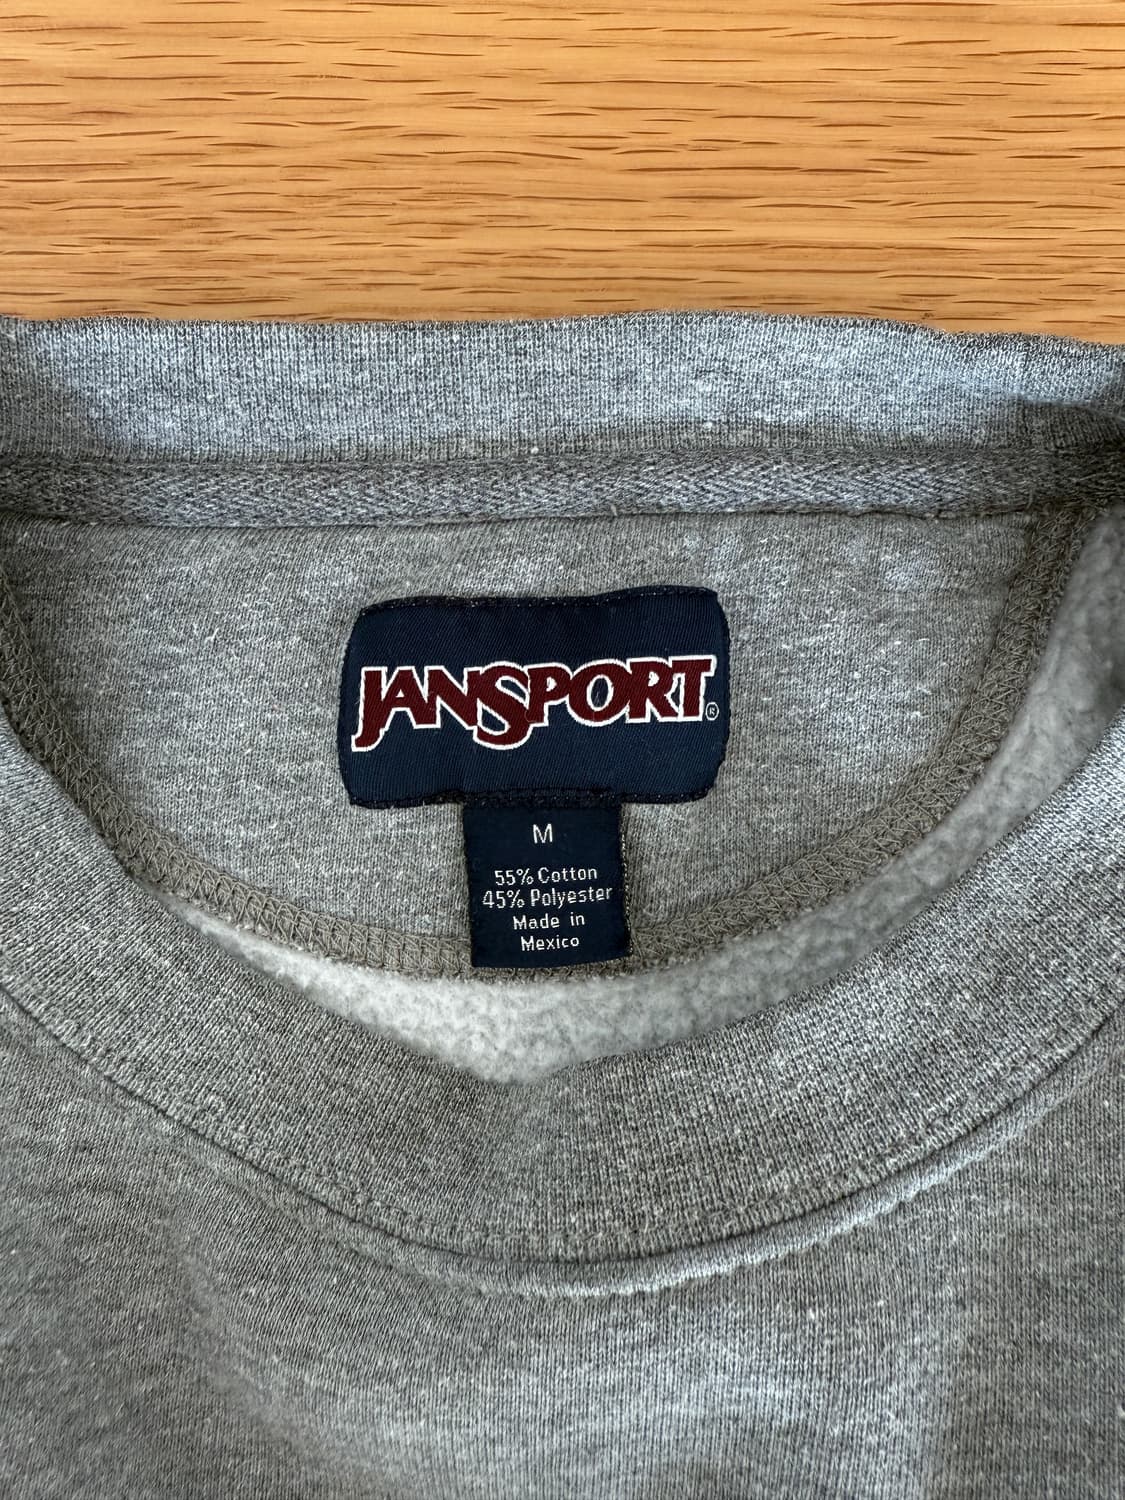 JANSPORT®
M
55% Cotton
45% Polyester
Made in
Mexico